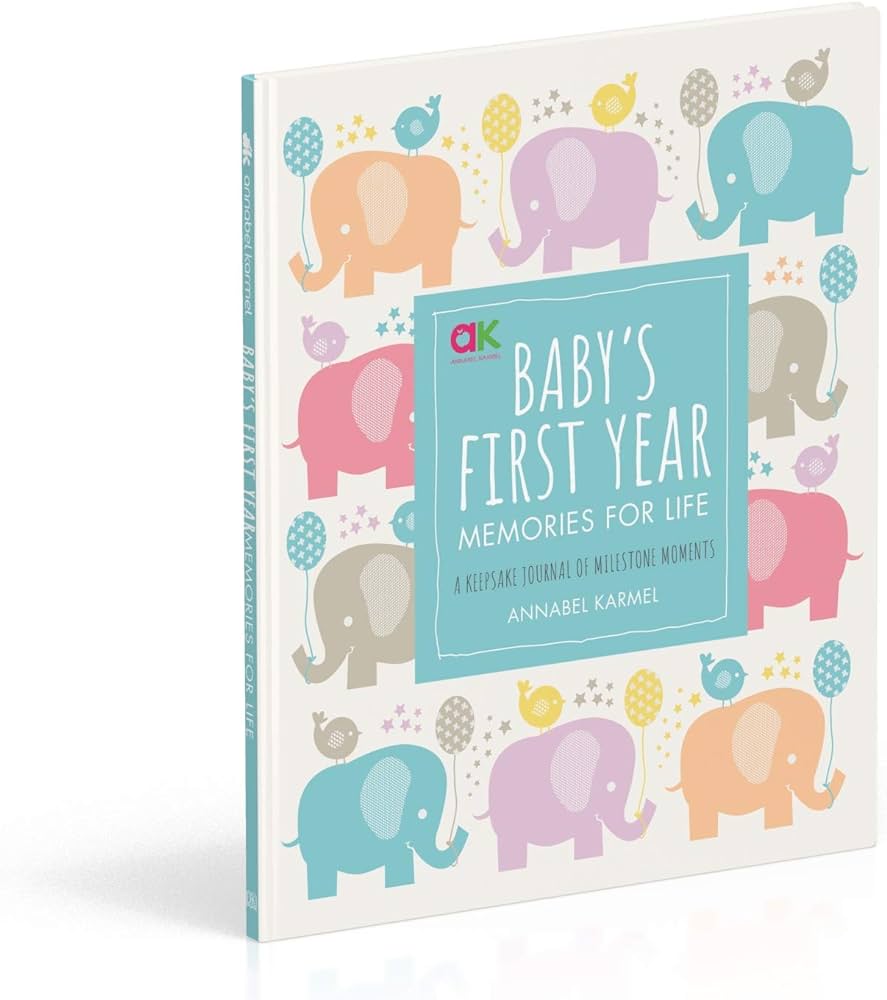 annabel karmel BABY'S FIRST YEAR MEMORIES FOR LIFE
aK
ANNABEL KARMEL
BABY'S
FIRST YEAR
MEMORIES FOR LIFE
A KEEPSAKE JOURNAL OF MILESTONE MOMENTS
ANNABEL KARMEL